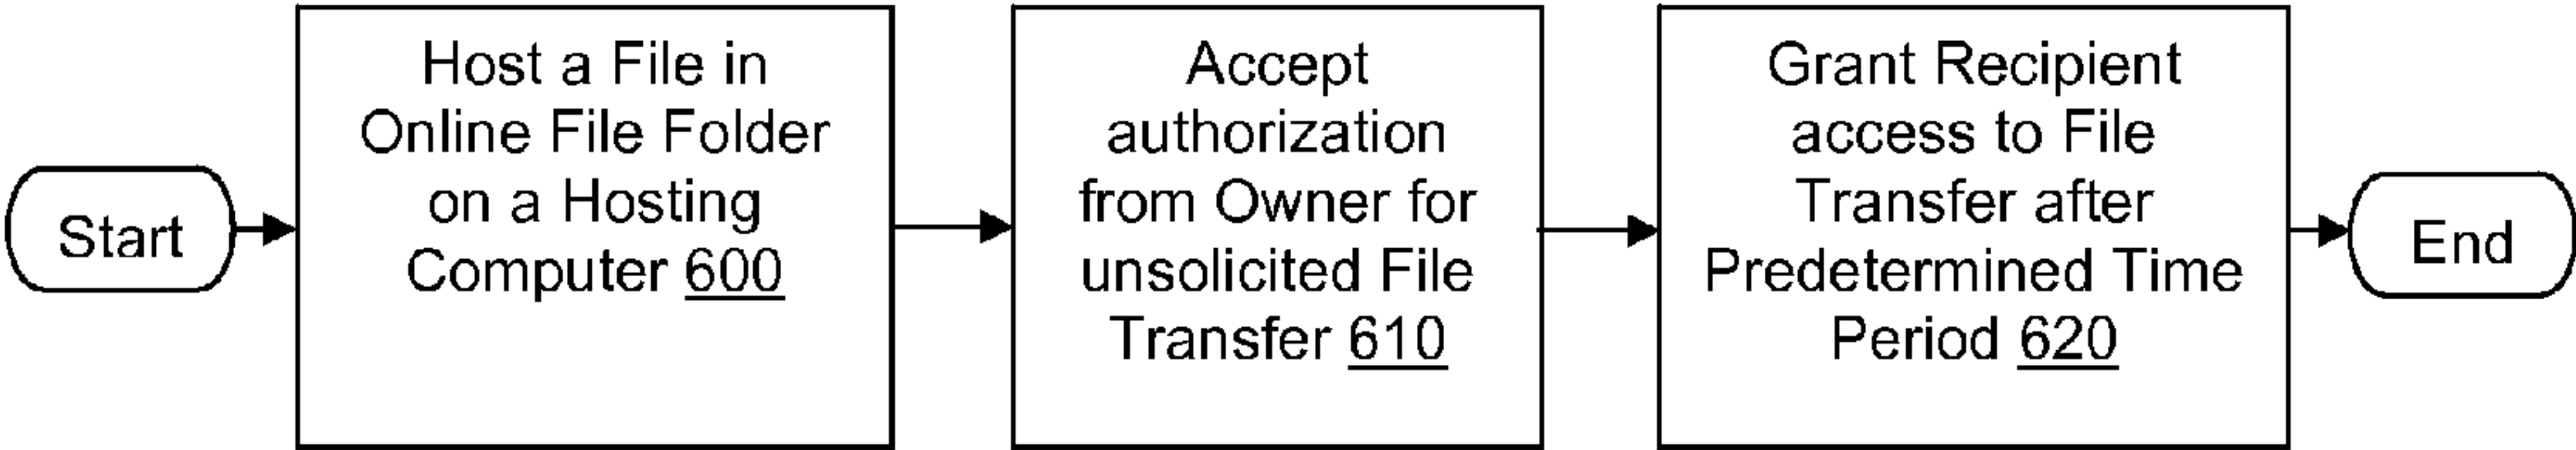 Start
Host a File in
Online File Folder
on a Hosting
Computer 600
Accept
authorization
from Owner for
unsolicited File
Transfer 610
Grant Recipient
access to File
Transfer after
Predetermined Time
Period 620
End